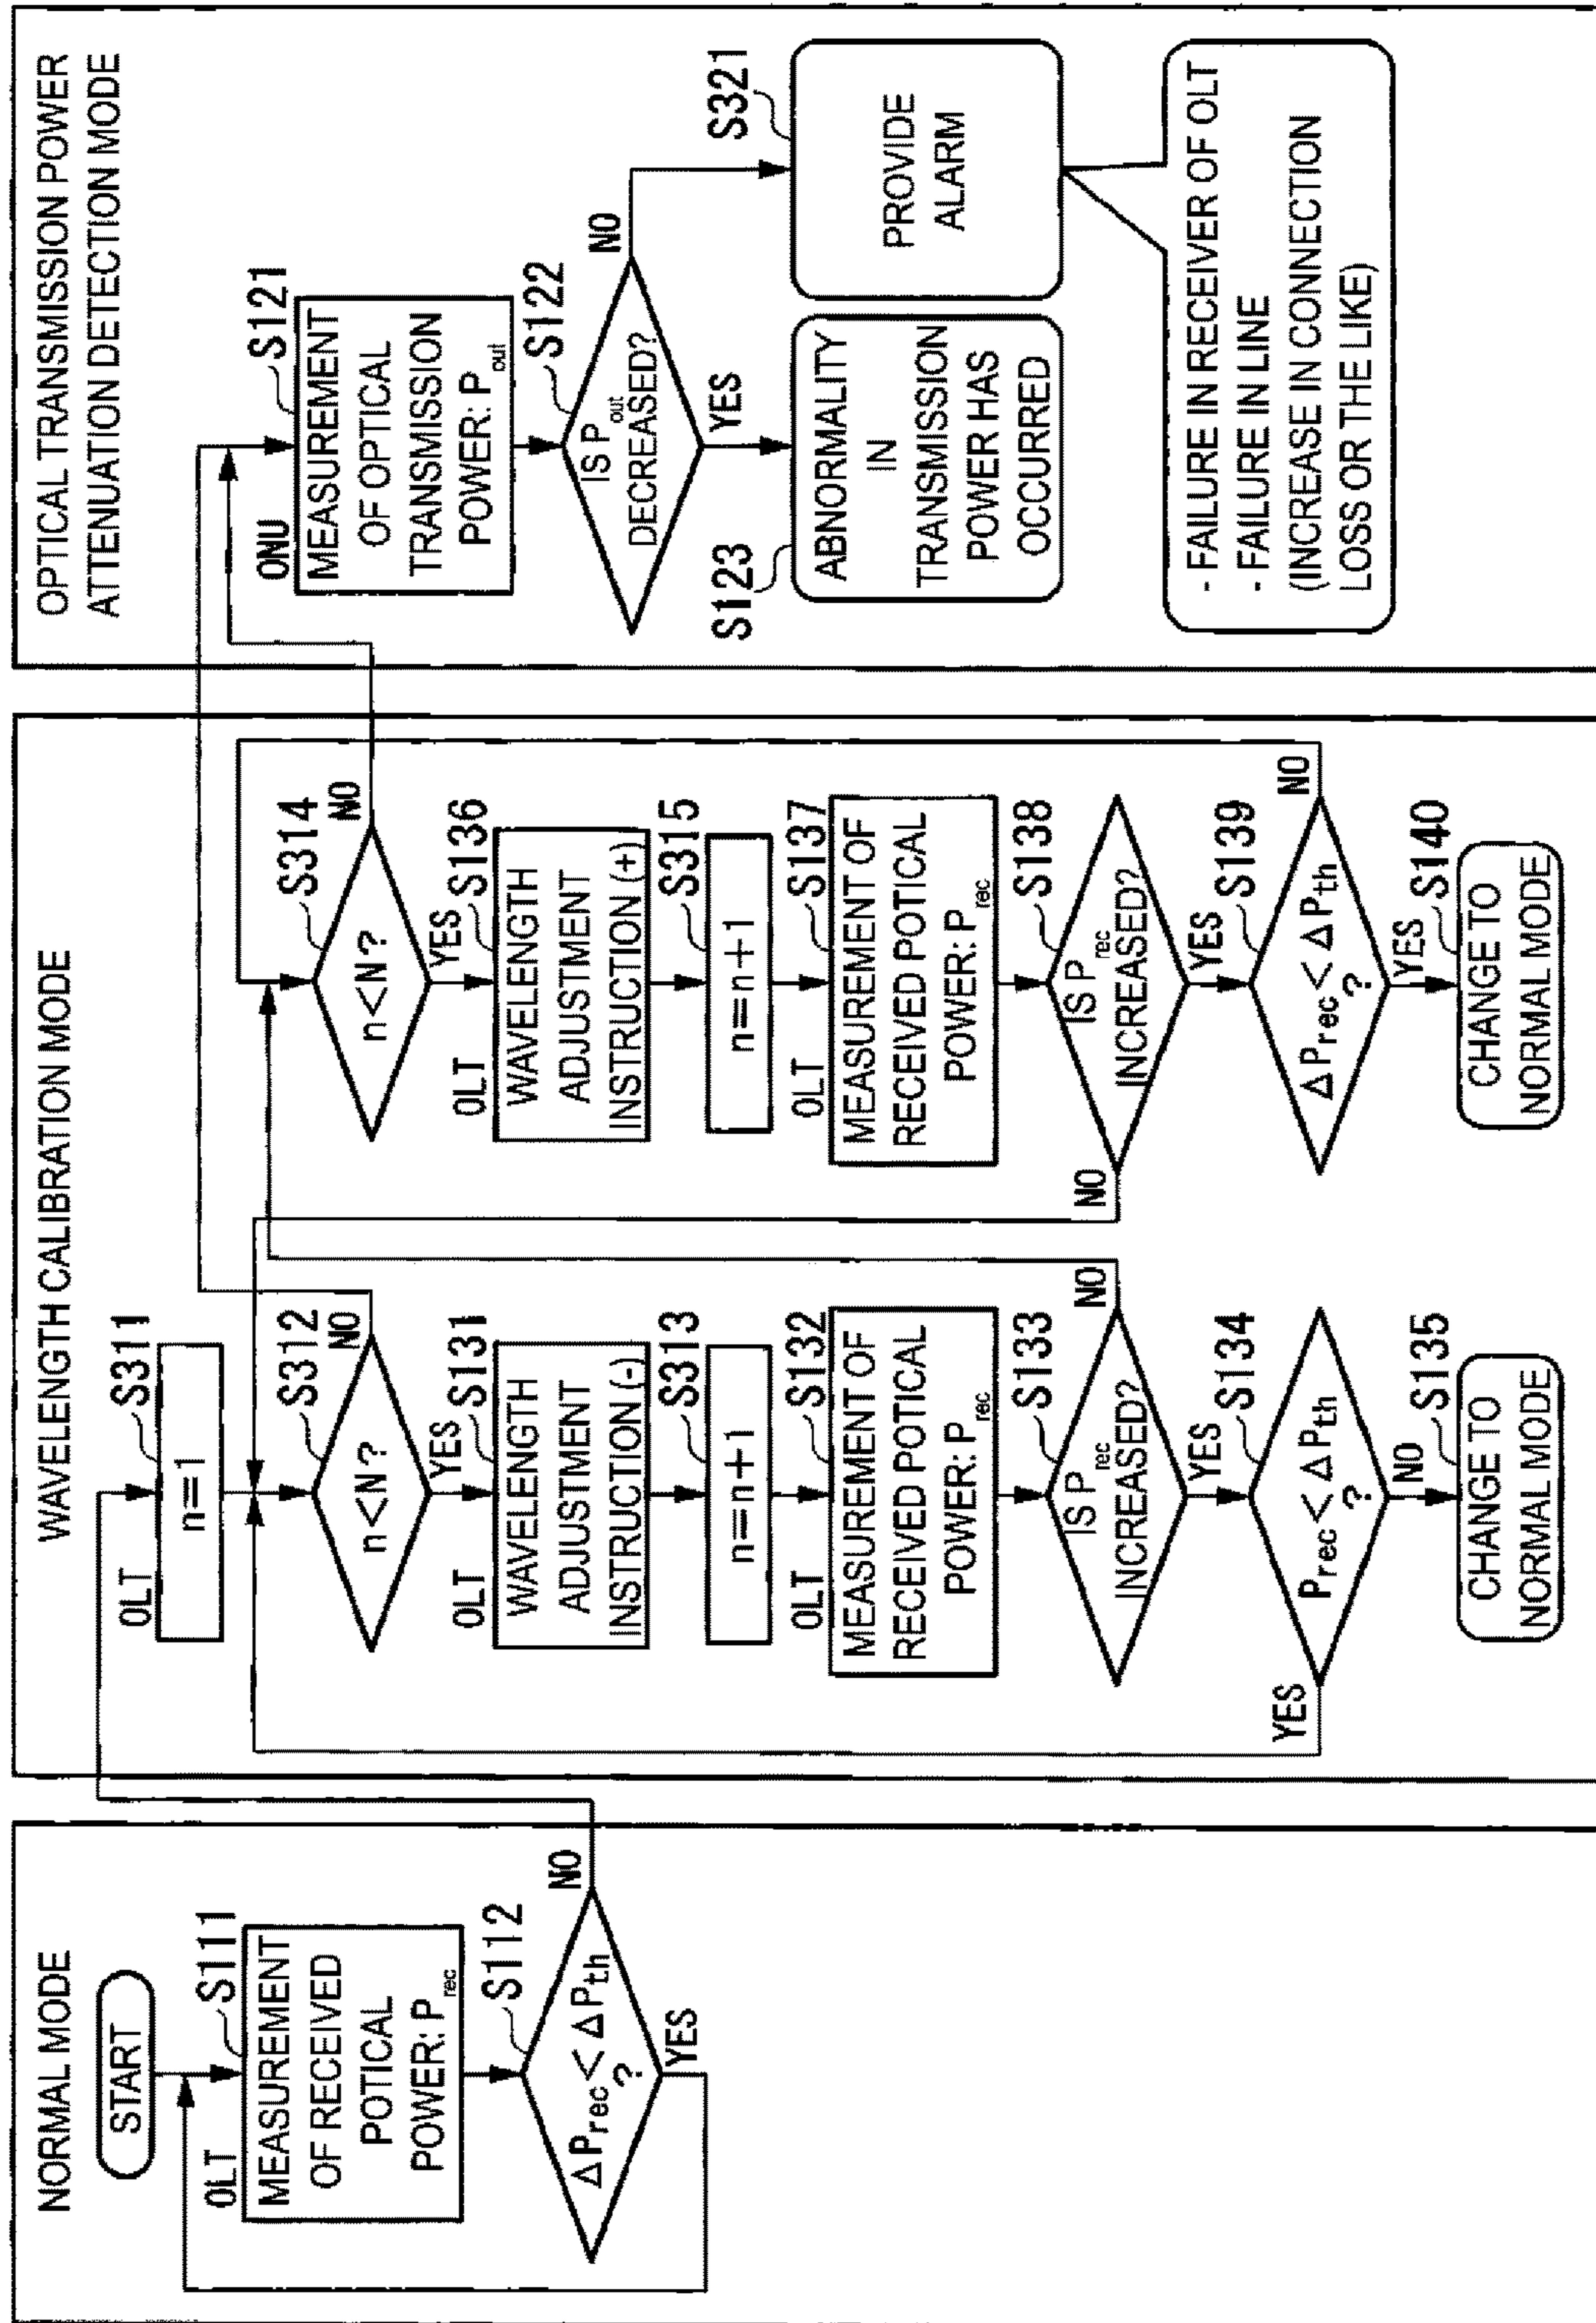 NORMAL MODE
START
OLT
S111
MEASUREMENT
OF RECEIVED
POTICAL
POWER: Prec
S112
ΔPrec<ΔPth
?
NO
YES
WAVELENGTH CALIBRATION MODE
OLT
S311
n=1
S312
n<N?
NO
YES
OLT
S131
WAVELENGTH
ADJUSTMENT
INSTRUCTION (-)
S313
n=n+1
OLT
S132
MEASUREMENT OF
RECEIVED POTICAL
POWER: Prec
S133
IS Prec
INCREASED?
NO
YES
S134
Prec<ΔPth
?
YES
NO
S135
CHANGE TO
NORMAL MODE
S314
n<N?
NO
YES
OLT
S136
WAVELENGTH
ADJUSTMENT
INSTRUCTION (+)
S315
n=n+1
OLT
S137
MEASUREMENT OF
RECEIVED POTICAL
POWER: Prec
S138
IS Prec
INCREASED?
NO
YES
S139
ΔPrec<ΔPth
?
NO
YES
S140
CHANGE TO
NORMAL MODE
OPTICAL TRANSMISSION POWER
ATTENUATION DETECTION MODE
ONU
S121
MEASUREMENT
OF OPTICAL
TRANSMISSION
POWER: Pout
S122
IS Pout
DECREASED?
NO
YES
S123
ABNORMALITY
IN
TRANSMISSION
POWER HAS
OCCURRED
S321
PROVIDE
ALARM
- FAILURE IN RECEIVER OF OLT
- FAILURE IN LINE
(INCREASE IN CONNECTION
LOSS OR THE LIKE)